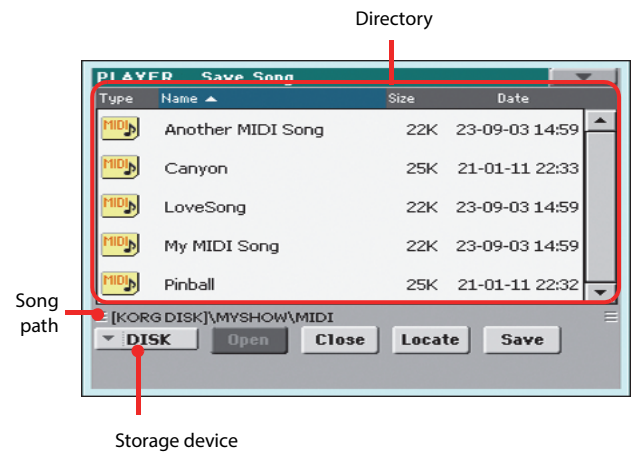 Directory
PLAYER Save Song
Type Name Size Date
MIDI Another MIDI Song 22K 23-09-03 14:59
MIDI Canyon 25K 21-01-11 22:33
MIDI LoveSong 22K 23-09-03 14:59
MIDI My MIDI Song 22K 23-09-03 14:59
MIDI Pinball 25K 21-01-11 22:32
Song path
[KORG DISK]\MYSHOW\MIDI
DISK Open Close Locate Save
Storage device